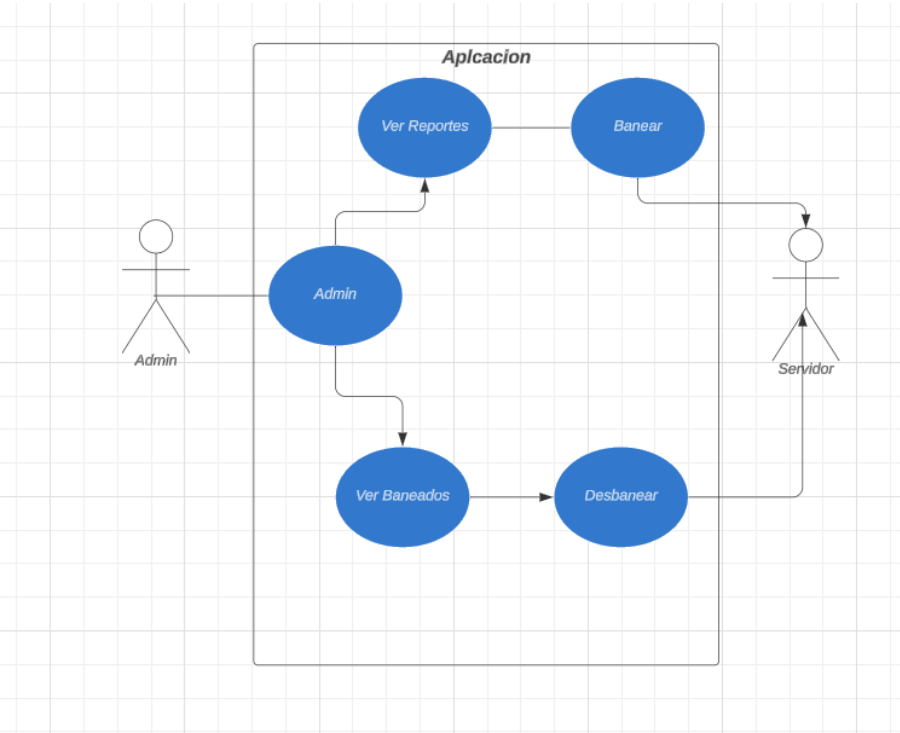 Aplcacion
Ver Reportes
Banear
Admin
Admin
Servidor
Ver Baneados
Desbanear